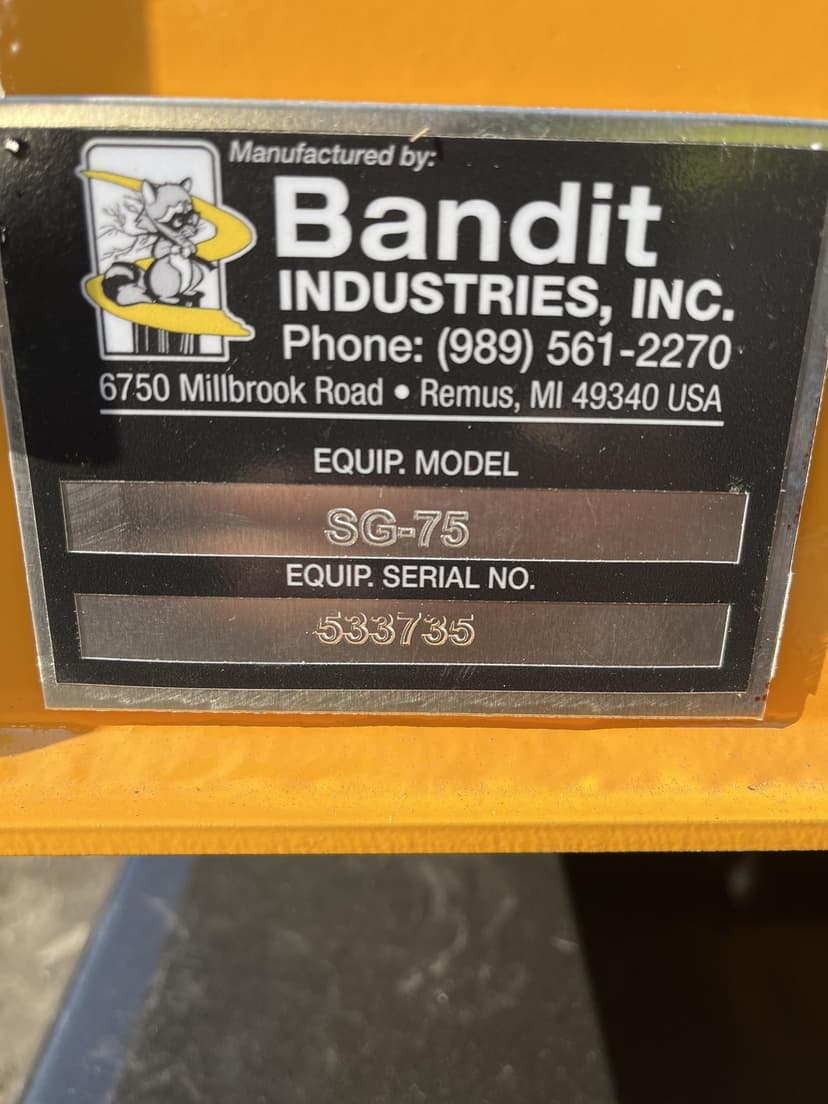 Manufactured by:
Bandit
INDUSTRIES, INC.
Phone: (989) 561-2270
6750 Millbrook Road • Remus, MI 49340 USA
EQUIP. MODEL
SG-75
EQUIP. SERIAL NO.
533735